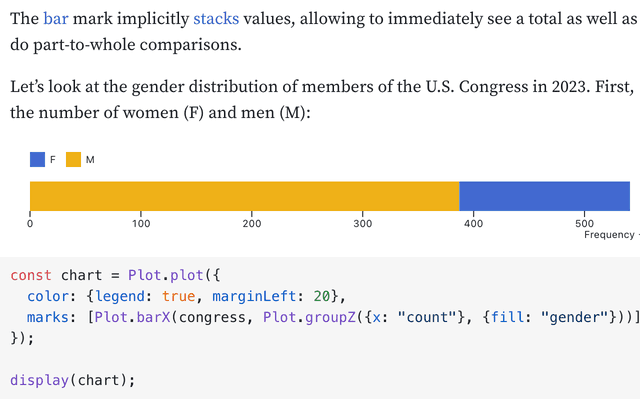 The bar mark implicitly stacks values, allowing to immediately see a total as well as
do part-to-whole comparisons.
Let’s look at the gender distribution of members of the U.S. Congress in 2023. First,
the number of women (F) and men (M):
F M
0 100 200 300 400 500
Frequency
const chart = Plot.plot({
  color: {legend: true, marginLeft: 20},
  marks: [Plot.barX(congress, Plot.groupZ({x: "count"}, {fill: "gender"}))]
});
display(chart);